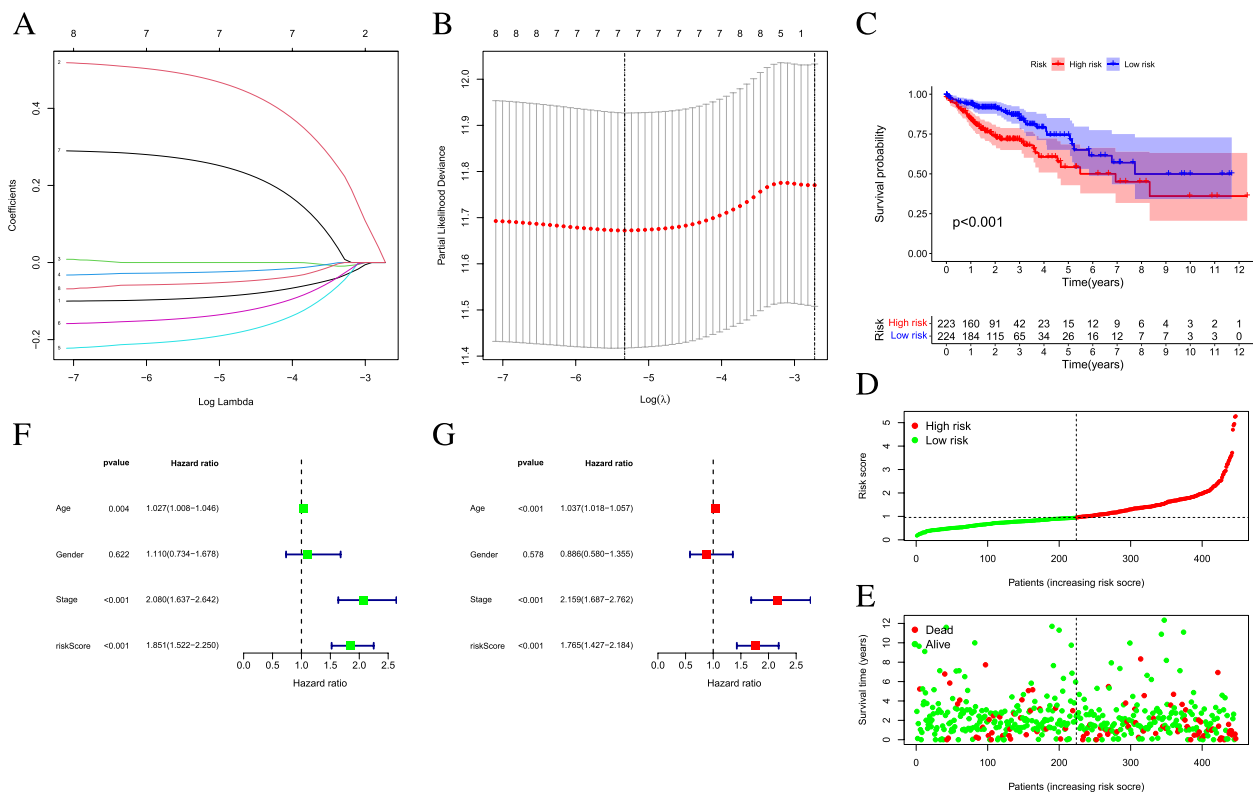 A
8 7 7 7 2
0.4
0.2
0.0
−0.2
Coefficients
2
7
3
4
8
1
6
−7 −6 −5 −4 −3
Log Lambda
B
8 8 8 7 7 7 7 7 7 7 7 7 7 7 8 8 5 1
12.0
11.9
11.8
11.7
11.6
11.5
11.4
Partial Likelihood Deviance
−7 −6 −5 −4 −3
Log(λ)
C
Risk High risk Low risk
1.00
0.75
0.50
0.25
0.00
Survival probability
p<0.001
0 1 2 3 4 5 6 7 8 9 10 11 12
Time(years)
Risk
High risk 223 160 91 42 23 15 12 9 6 4 3 2 1
Low risk 224 184 115 65 34 26 16 12 7 7 3 3 0
0 1 2 3 4 5 6 7 8 9 10 11 12
Time(years)
D
High risk
Low risk
5
4
3
2
1
0
Risk score
0 100 200 300 400
Patients (increasing risk socre)
E
Dead
Alive
12
10
8
6
4
2
0
Survival time (years)
0 100 200 300 400
Patients (increasing risk socre)
F
pvalue Hazard ratio
Age 0.004 1.027(1.008−1.046)
Gender 0.622 1.110(0.734−1.678)
Stage <0.001 2.080(1.637−2.642)
riskScore <0.001 1.851(1.522−2.250)
0.0 0.5 1.0 1.5 2.0 2.5
Hazard ratio
G
pvalue Hazard ratio
Age <0.001 1.037(1.018−1.057)
Gender 0.578 0.886(0.580−1.355)
Stage <0.001 2.159(1.687−2.762)
riskScore <0.001 1.765(1.427−2.184)
0.0 0.5 1.0 1.5 2.0 2.5
Hazard ratio